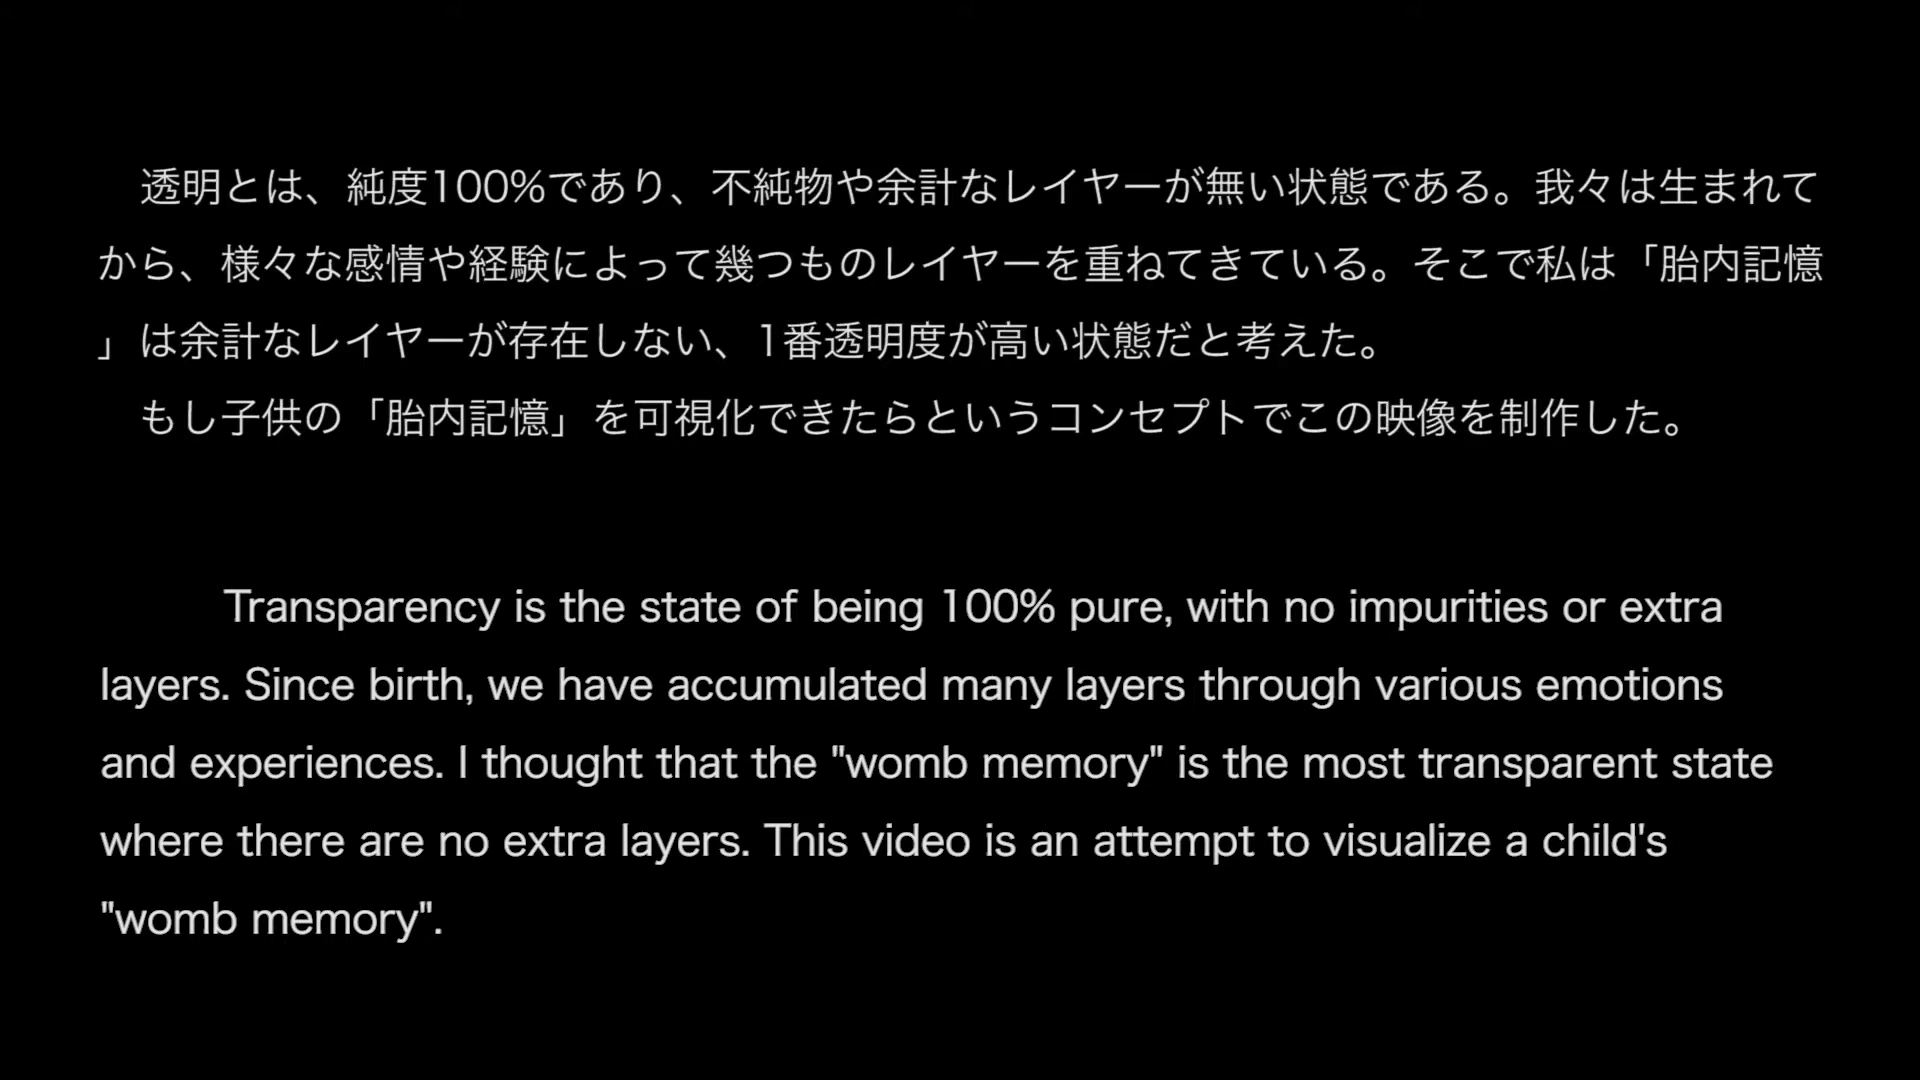 透明とは、純度100%であり、不純物や余計なレイヤーが無い状態である。我々は生まれて
から、様々な感情や経験によって幾つものレイヤーを重ねてきている。そこで私は「胎内記憶
」は余計なレイヤーが存在しない、1番透明度が高い状態だと考えた。
もし子供の「胎内記憶」を可視化できたらというコンセプトでこの映像を制作した。
Transparency is the state of being 100% pure, with no impurities or extra
layers. Since birth, we have accumulated many layers through various emotions
and experiences. I thought that the "womb memory" is the most transparent state
where there are no extra layers. This video is an attempt to visualize a child's
"womb memory".